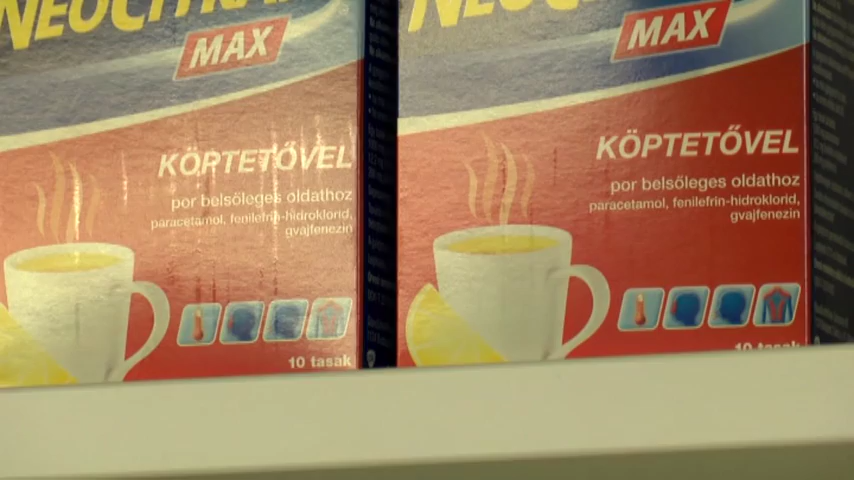 NEOCITRAN
MAX
KÖPTETŐVEL
por belsőleges oldathoz
paracetamol, fenilefrin-hidroklorid,
gvajfenezin
10 tasak
MAX
KÖPTETŐVEL
por belsőleges oldathoz
paracetamol, fenilefrin-hidroklorid,
gvajfenezin
10 tasak